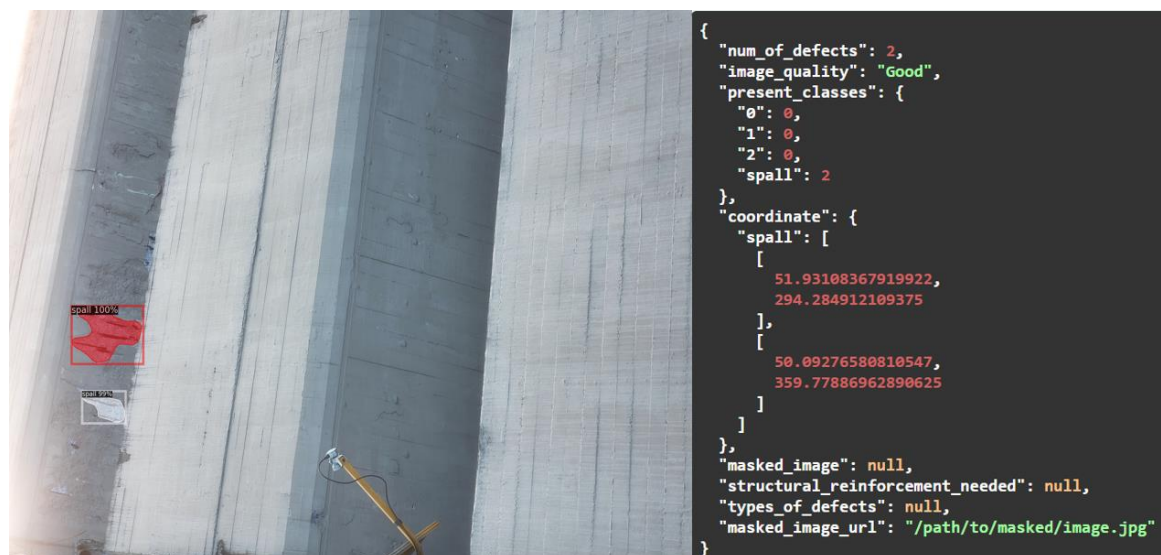 spall 100%
spall 99%
{
"num_of_defects": 2,
"image_quality": "Good",
"present_classes": {
"0": 0,
"1": 0,
"2": 0,
"spall": 2
},
"coordinate": {
"spall": [
[
51.93108367919922,
294.284912109375
],
[
50.09276580810547,
359.77886962890625
]
]
},
"masked_image": null,
"structural_reinforcement_needed": null,
"types_of_defects": null,
"masked_image_url": "/path/to/masked/image.jpg"
}